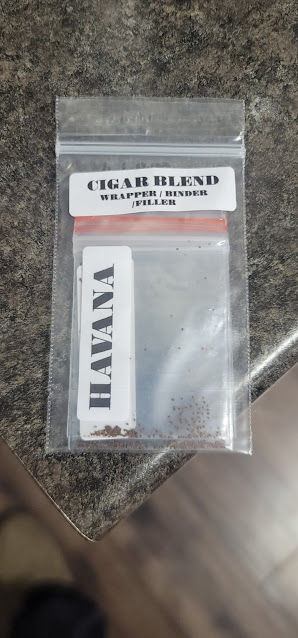 CIGAR BLEND
WRAPPER / BINDER
/FILLER
HAVANA